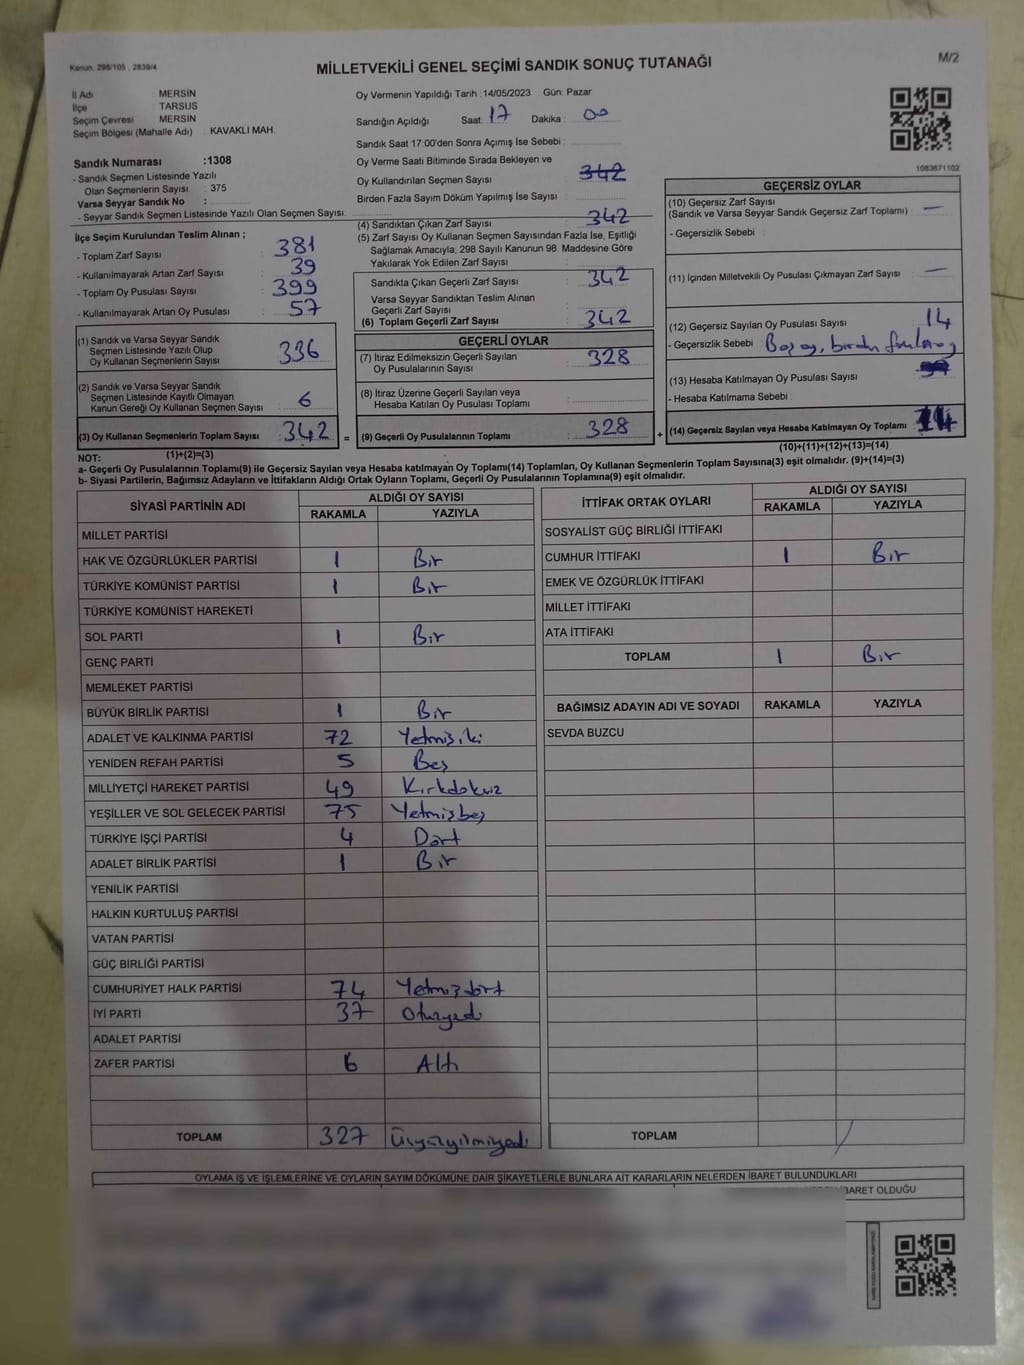 Kanun: 298/105 , 2839/4
MİLLETVEKİLİ GENEL SEÇİMİ SANDIK SONUÇ TUTANAĞI
M/2
İl Adı : MERSİN
İlçe : TARSUS
Seçim Çevresi : MERSİN
Seçim Bölgesi (Mahalle Adı) : KAVAKLI MAH.
Sandık Numarası :1308
- Sandık Seçmen Listesinde Yazılı
Olan Seçmenlerin Sayısı : 375
Varsa Seyyar Sandık No :
- Seyyar Sandık Seçmen Listesinde Yazılı Olan Seçmen Sayısı:
İlçe Seçim Kurulundan Teslim Alınan ;
- Toplam Zarf Sayısı : 381
- Kullanılmayarak Artan Zarf Sayısı : 39
- Toplam Oy Pusulası Sayısı : 399
- Kullanılmayarak Artan Oy Pusulası : 57
(1) Sandık ve Varsa Seyyar Sandık
Seçmen Listesinde Yazılı Olup
Oy Kullanan Seçmenlerin Sayısı : 336
(2) Sandık ve Varsa Seyyar Sandık
Seçmen Listesinde Kayıtlı Olmayan
Kanun Gereği Oy Kullanan Seçmen Sayısı : 6
(3) Oy Kullanan Seçmenlerin Toplam Sayısı : 342 =
(1)+(2)=(3)
Oy Vermenin Yapıldığı Tarih :14/05/2023 Gün: Pazar
Sandığın Açıldığı Saat: 17 Dakika : 00
Sandık Saat 17:00'den Sonra Açımış İse Sebebi :
Oy Verme Saati Bitiminde Sırada Bekleyen ve
Oy Kullandırılan Seçmen Sayısı : 342
Birden Fazla Sayım Döküm Yapılmış İse Sayısı :
(4) Sandıktan Çıkan Zarf Sayısı : 342
(5) Zarf Sayısı Oy Kullanan Seçmen Sayısından Fazla İse, Eşitliği
Sağlamak Amacıyla, 298 Sayılı Kanunun 98. Maddesine Göre
Yakılarak Yok Edilen Zarf Sayısı :
Sandıkta Çıkan Geçerli Zarf Sayısı : 342
Varsa Seyyar Sandıktan Teslim Alınan
Geçerli Zarf Sayısı :
(6) Toplam Geçerli Zarf Sayısı : 342
GEÇERLİ OYLAR
(7) İtiraz Edilmeksizin Geçerli Sayılan
Oy Pusulalarının Sayısı : 328
(8) İtiraz Üzerine Geçerli Sayılan veya
Hesaba Katılan Oy Pusulası Toplamı :
(9) Geçerli Oy Pusulalarının Toplamı : 328 +
1083671102
GEÇERSİZ OYLAR
(10) Geçersiz Zarf Sayısı
(Sandık ve Varsa Seyyar Sandık Geçersiz Zarf Toplamı) : —
- Geçersizlik Sebebi :
(11) İçinden Milletvekili Oy Pusulası Çıkmayan Zarf Sayısı : —
(12) Geçersiz Sayılan Oy Pusulası Sayısı : 14
- Geçersizlik Sebebi : Boş oy, birden
(13) Hesaba Katılmayan Oy Pusulası Sayısı :
- Hesaba Katılmama Sebebi :
(14) Geçersiz Sayılan veya Hesaba Katılmayan Oy Toplamı : 14
(10)+(11)+(12)+(13)=(14)
NOT:
a- Geçerli Oy Pusulalarının Toplamı(9) ile Geçersiz Sayılan veya Hesaba katılmayan Oy Toplamı(14) Toplamları, Oy Kullanan Seçmenlerin Toplam Sayısına(3) eşit olmalıdır. (9)+(14)=(3)
b- Siyasi Partilerin, Bağımsız Adayların ve İttifakların Aldığı Ortak Oyların Toplamı, Geçerli Oy Pusulalarının Toplamına(9) eşit olmalıdır.
SİYASİ PARTİNİN ADI ALDIĞI OY SAYISI
RAKAMLA YAZIYLA
MİLLET PARTİSİ
HAK VE ÖZGÜRLÜKLER PARTİSİ 1 Bir
TÜRKİYE KOMÜNİST PARTİSİ 1 Bir
TÜRKİYE KOMÜNİST HAREKETİ
SOL PARTİ 1 Bir
GENÇ PARTİ
MEMLEKET PARTİSİ
BÜYÜK BİRLİK PARTİSİ 1 Bir
ADALET VE KALKINMA PARTİSİ 72 Yetmişiki
YENİDEN REFAH PARTİSİ 5 Beş
MİLLİYETÇİ HAREKET PARTİSİ 49 Kırkdokuz
YEŞİLLER VE SOL GELECEK PARTİSİ 75 Yetmişbeş
TÜRKİYE İŞÇİ PARTİSİ 4 Dört
ADALET BİRLİK PARTİSİ 1 Bir
YENİLİK PARTİSİ
HALKIN KURTULUŞ PARTİSİ
VATAN PARTİSİ
GÜÇ BİRLİĞİ PARTİSİ
CUMHURİYET HALK PARTİSİ 74 Yetmişdört
İYİ PARTİ 37 Otuzyedi
ADALET PARTİSİ
ZAFER PARTİSİ 6 Altı
TOPLAM 327 Üçyüzyirmiyedi
İTTİFAK ORTAK OYLARI ALDIĞI OY SAYISI
RAKAMLA YAZIYLA
SOSYALİST GÜÇ BİRLİĞİ İTTİFAKI
CUMHUR İTTİFAKI 1 Bir
EMEK VE ÖZGÜRLÜK İTTİFAKI
MİLLET İTTİFAKI
ATA İTTİFAKI
TOPLAM 1 Bir
BAĞIMSIZ ADAYIN ADI VE SOYADI RAKAMLA YAZIYLA
SEVDA BUZCU
TOPLAM /
OYLAMA İŞ VE İŞLEMLERİNE VE OYLARIN SAYIM DÖKÜMÜNE DAİR ŞİKAYETLERLE BUNLARA AİT KARARLARIN NELERDEN İBARET BULUNDUKLARI
İBARET OLDUĞU